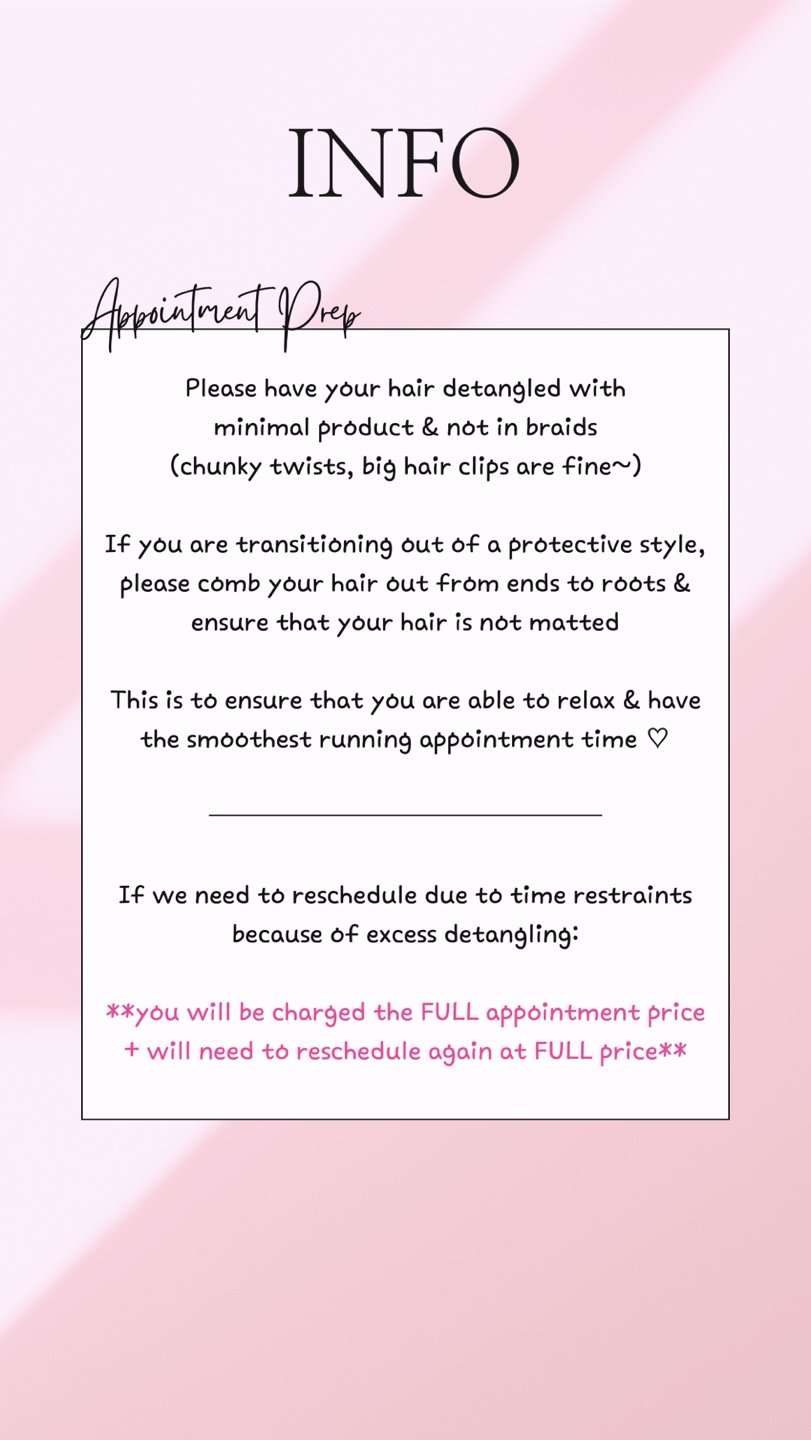 INFO
Appointment Prep
Please have your hair detangled with
minimal product & not in braids
(chunky twists, big hair clips are fine~)
If you are transitioning out of a protective style,
please comb your hair out from ends to roots &
ensure that your hair is not matted
This is to ensure that you are able to relax & have
the smoothest running appointment time ♡
If we need to reschedule due to time restraints
because of excess detangling:
**you will be charged the FULL appointment price
+ will need to reschedule again at FULL price**